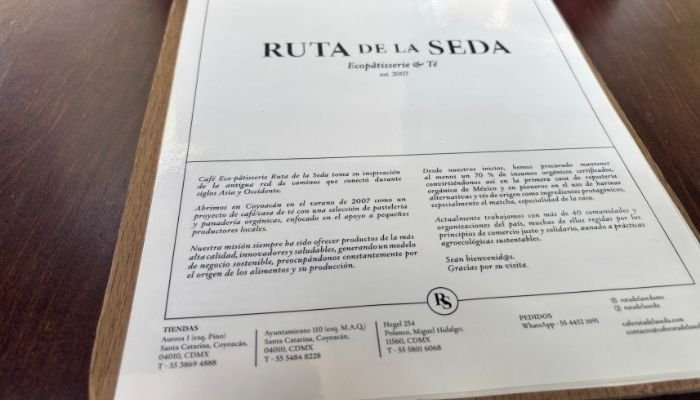 RUTA DE LA SEDA
Ecopâtisserie & Té
est. 2007
Café Eco-pâtisserie Ruta de la Seda toma su inspiración
de la antigua red de caminos que conectó durante
siglos Asia y Occidente.
Abrimos en Coyoacán en el verano de 2007 como un
proyecto de café/casa de té con una selección de pastelería
y panadería orgánicas, enfocado en el apoyo a pequeños
productores locales.
Nuestra misión siempre ha sido ofrecer productos de la más
alta calidad, innovadores y saludables, generando un modelo
de negocio sostenible, preocupándonos constantemente por
el origen de los alimentos y su producción.
Desde nuestros inicios, hemos procurado mantener
al menos un 70 % de insumos orgánicos certificados,
convirtiéndonos así en la primera casa de repostería
orgánica de México y en pioneros en el uso de harinas
alternativas y tés de origen como ingredientes protagónicos,
especialmente el matcha, especialidad de la casa.
Actualmente trabajamos con más de 40 comunidades y
organizaciones del país, muchas de ellas regidas por los
principios de comercio justo y solidario, aunado a prácticas
agroecológicas sustentables.
Sean bienvenid@s.
Gracias por su visita.
RS
TIENDAS
Aurora 1 (esq. Pino)
Santa Catarina, Coyoacán,
04010, CDMX
T · 55 3869 4888
Ayuntamiento 110 (esq. M.A.Q.)
Santa Catarina, Coyoacán,
04010, CDMX
T · 55 5484 8228
Hegel 254
Polanco, Miguel Hidalgo,
11560, CDMX
T · 55 5801 6068
PEDIDOS
WhatsApp · 55 4452 1691
rutadelasedamx
rutadelaseda
caferutadelaseda.com
contacto@caferutadelaseda